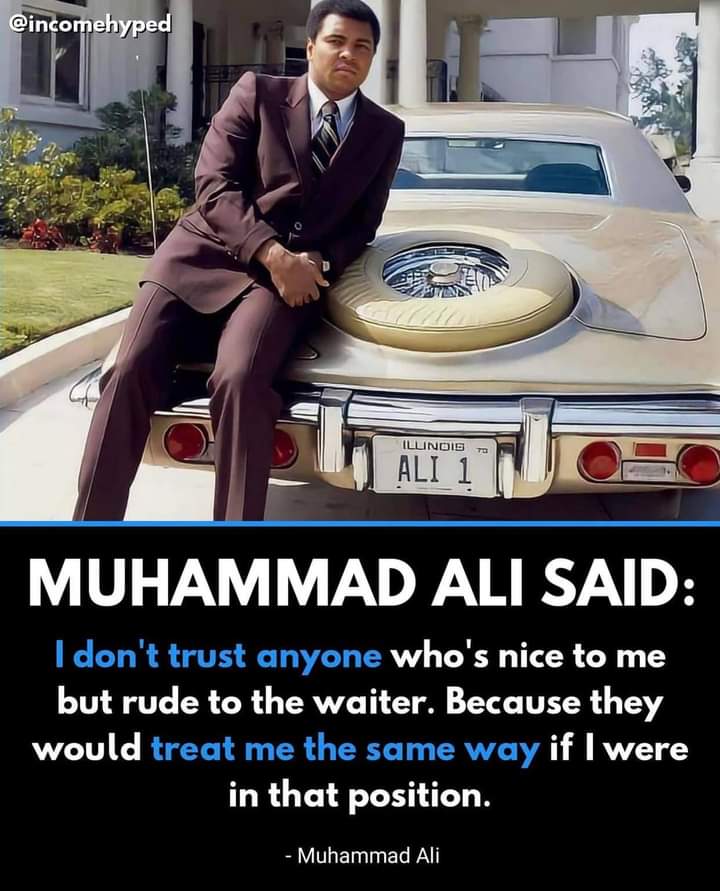 @incomehyped
ILLINOIS 79
ALI 1
MUHAMMAD ALI SAID:
I don't trust anyone who's nice to me
but rude to the waiter. Because they
would treat me the same way if I were
in that position.
- Muhammad Ali